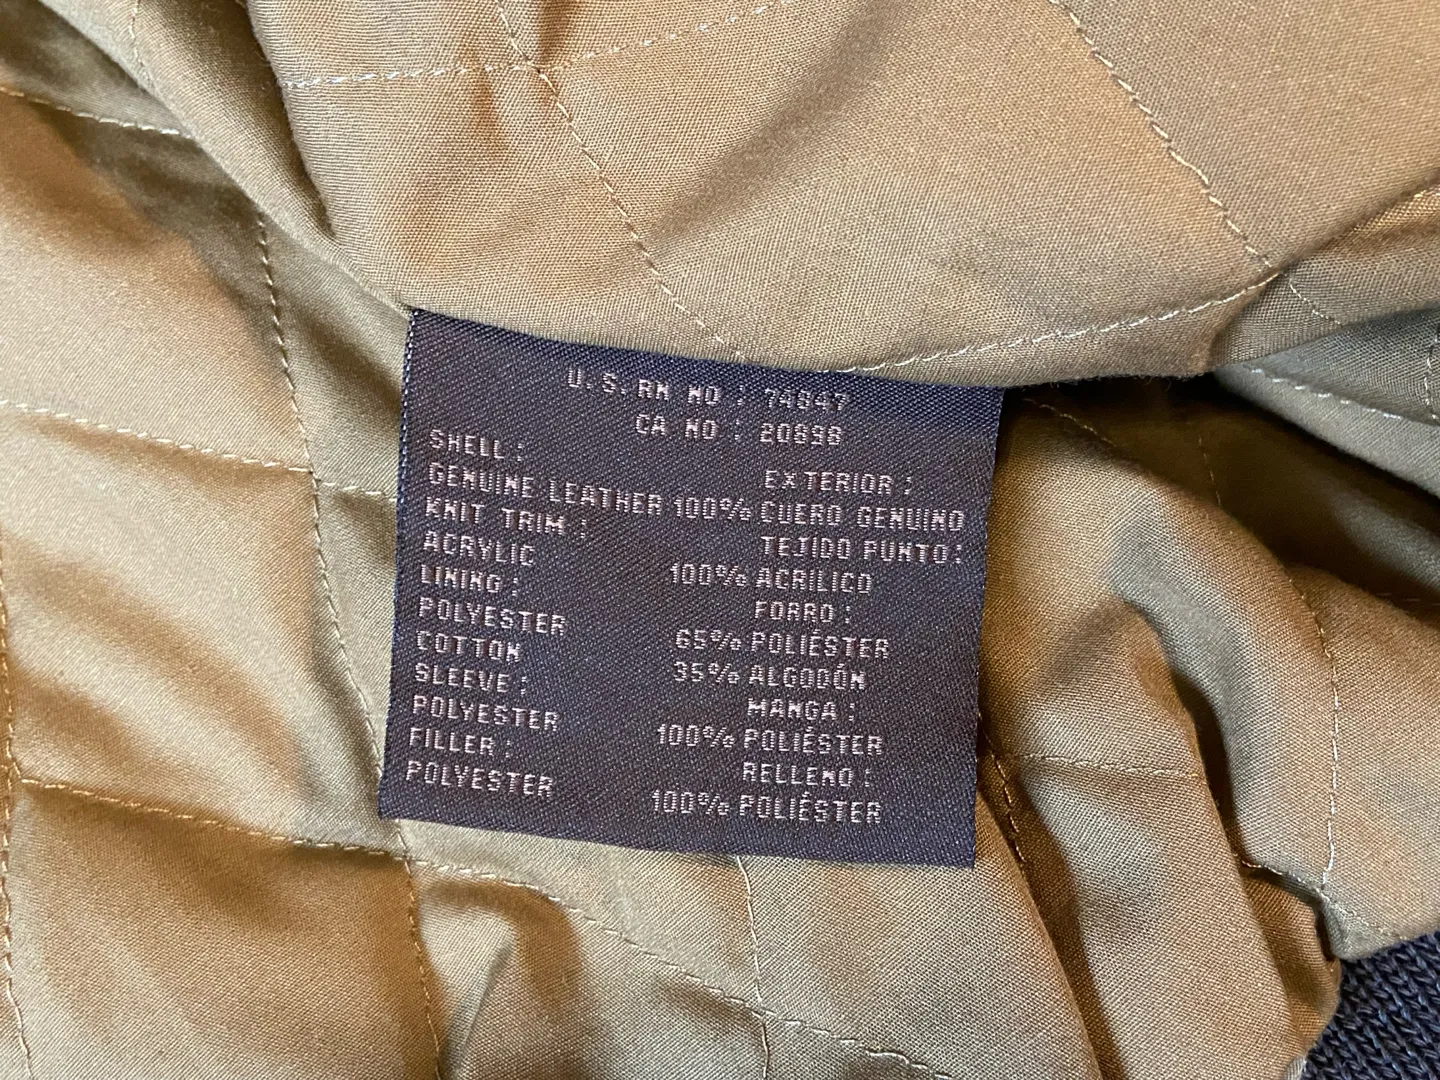 U.S. RN NO : 74847
CA NO : 20898
SHELL :
EXTERIOR :
GENUINE LEATHER 100% CUERO GENUINO
KNIT TRIM :
TEJIDO PUNTO :
ACRYLIC 100% ACRILICO
LINING :
FORRO :
POLYESTER 65% POLIÉSTER
COTTON 35% ALGODÓN
SLEEVE :
MANGA :
POLYESTER 100% POLIÉSTER
FILLER :
RELLENO :
POLYESTER 100% POLIÉSTER